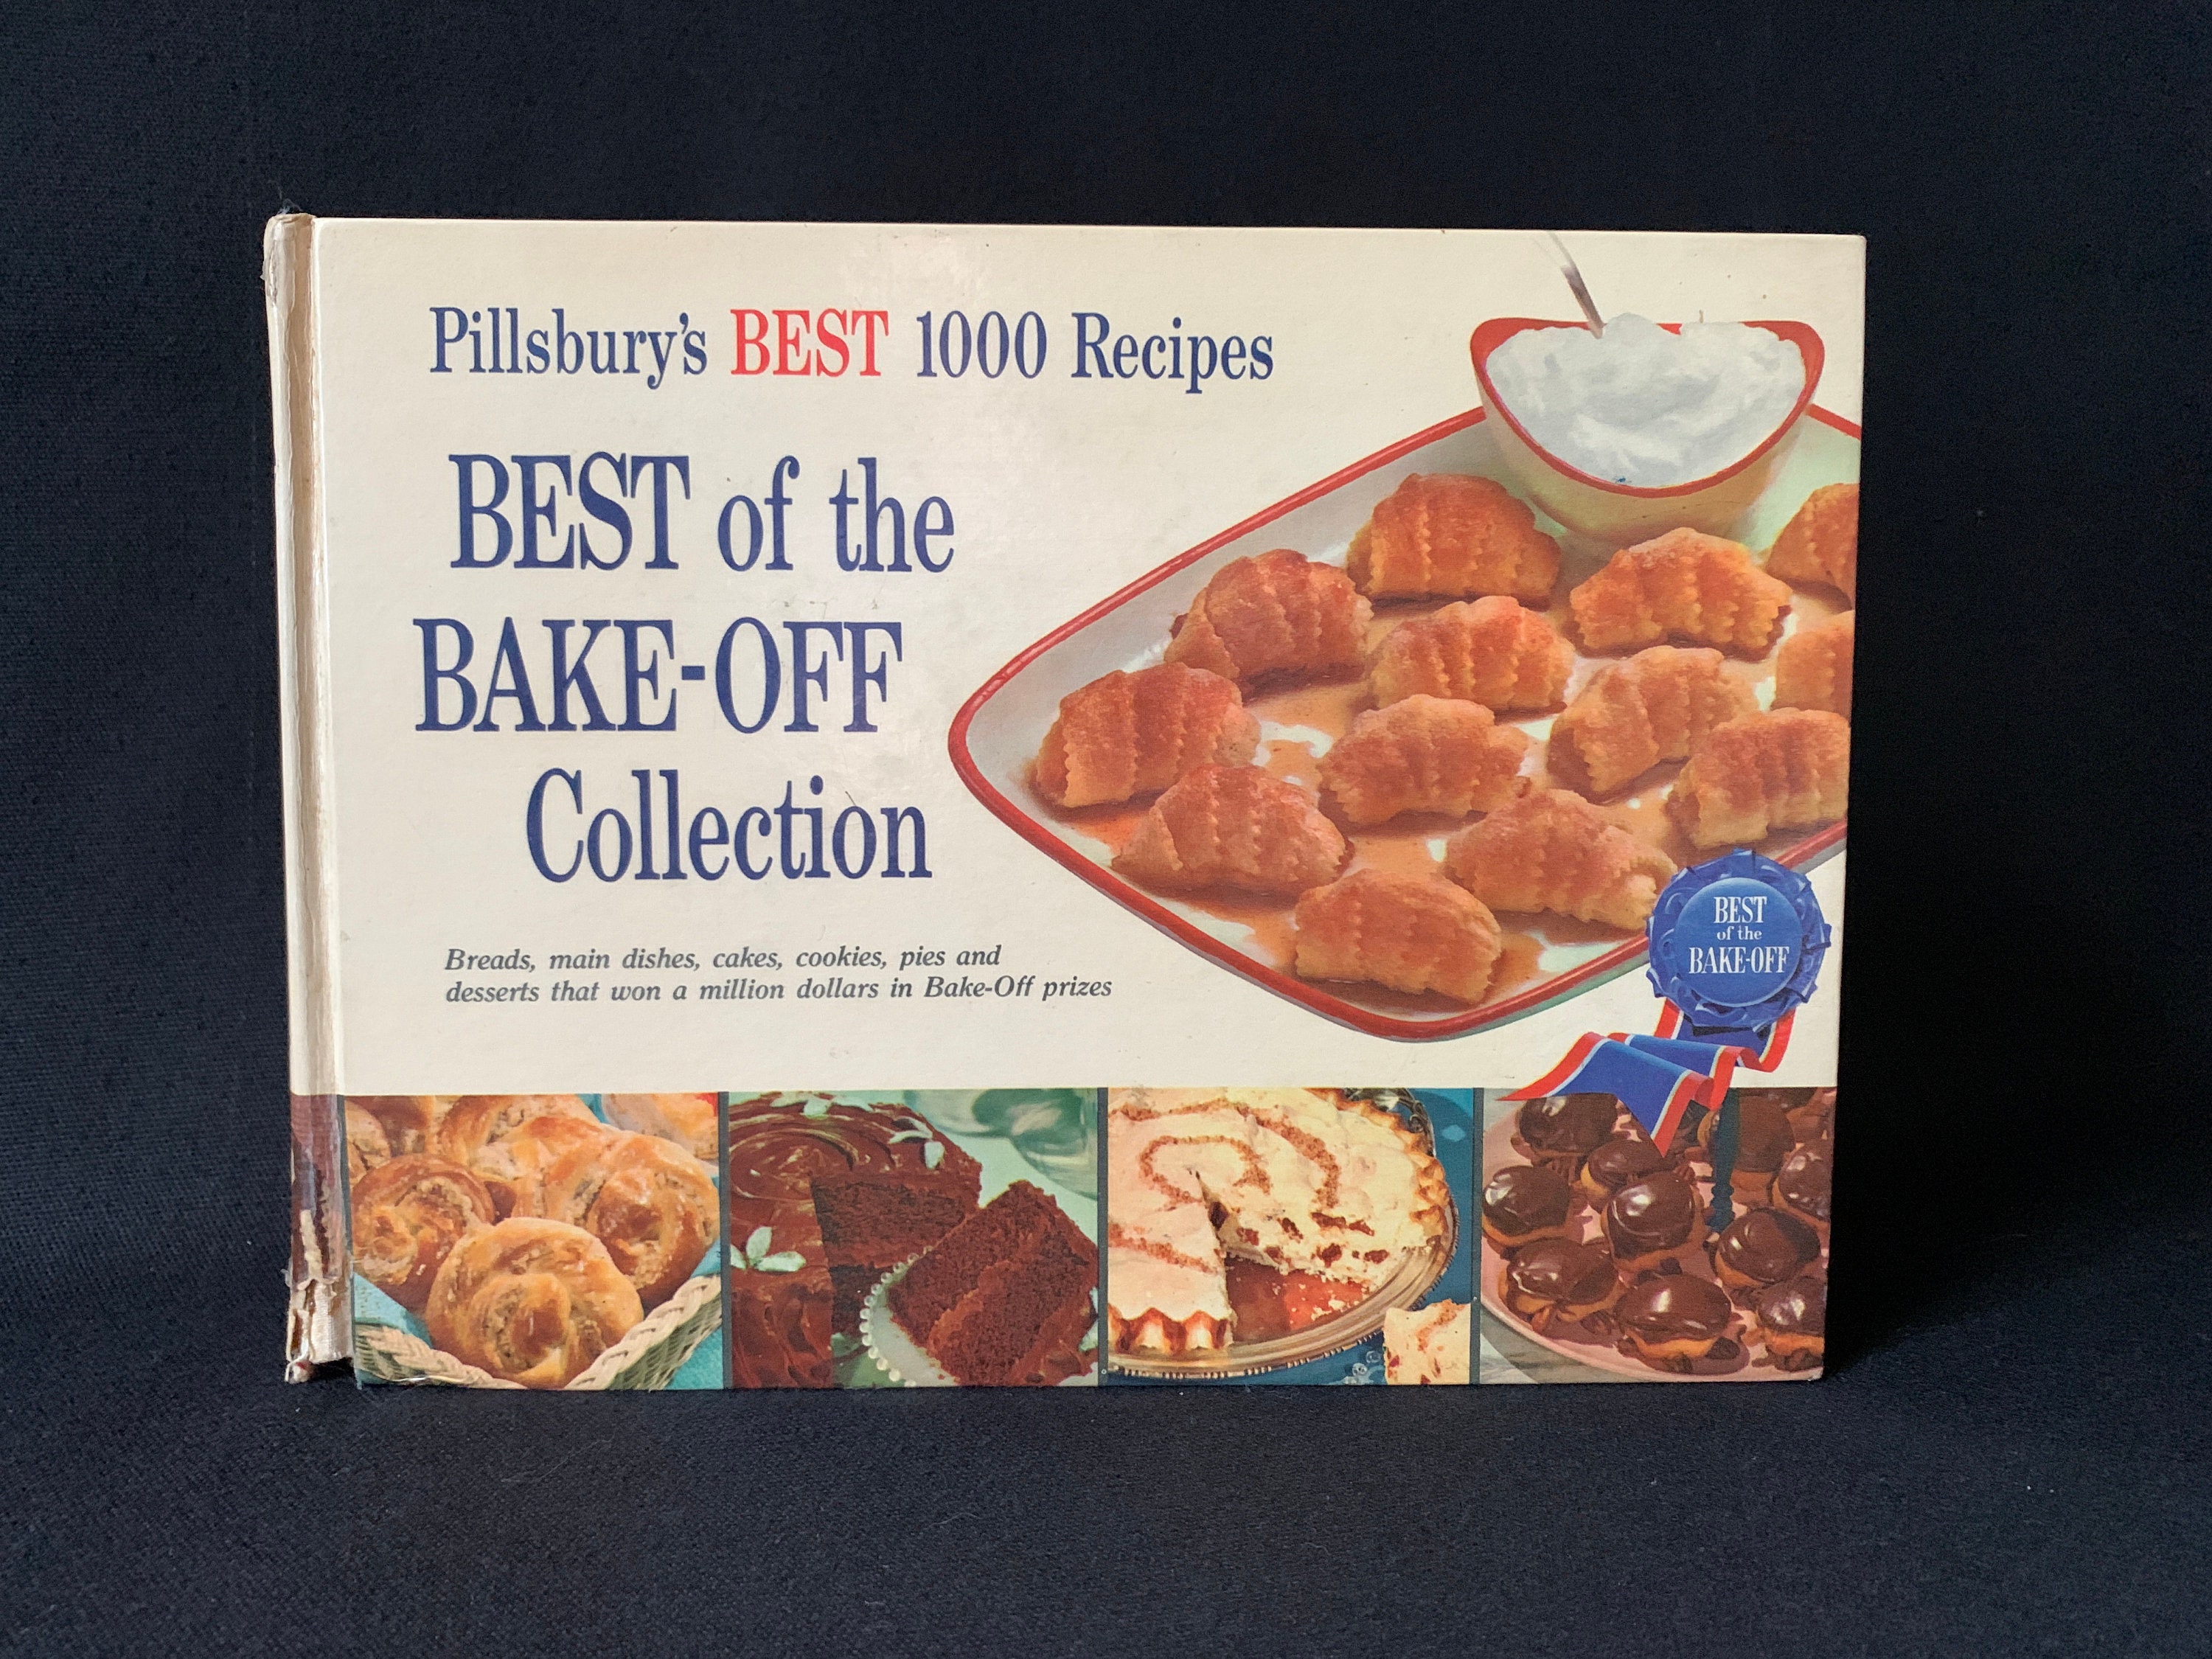 Pillsbury's BEST 1000 Recipes
BEST of the
BAKE-OFF
Collection
Breads, main dishes, cakes, cookies, pies and
desserts that won a million dollars in Bake-Off prizes
BEST
of the
BAKE-OFF